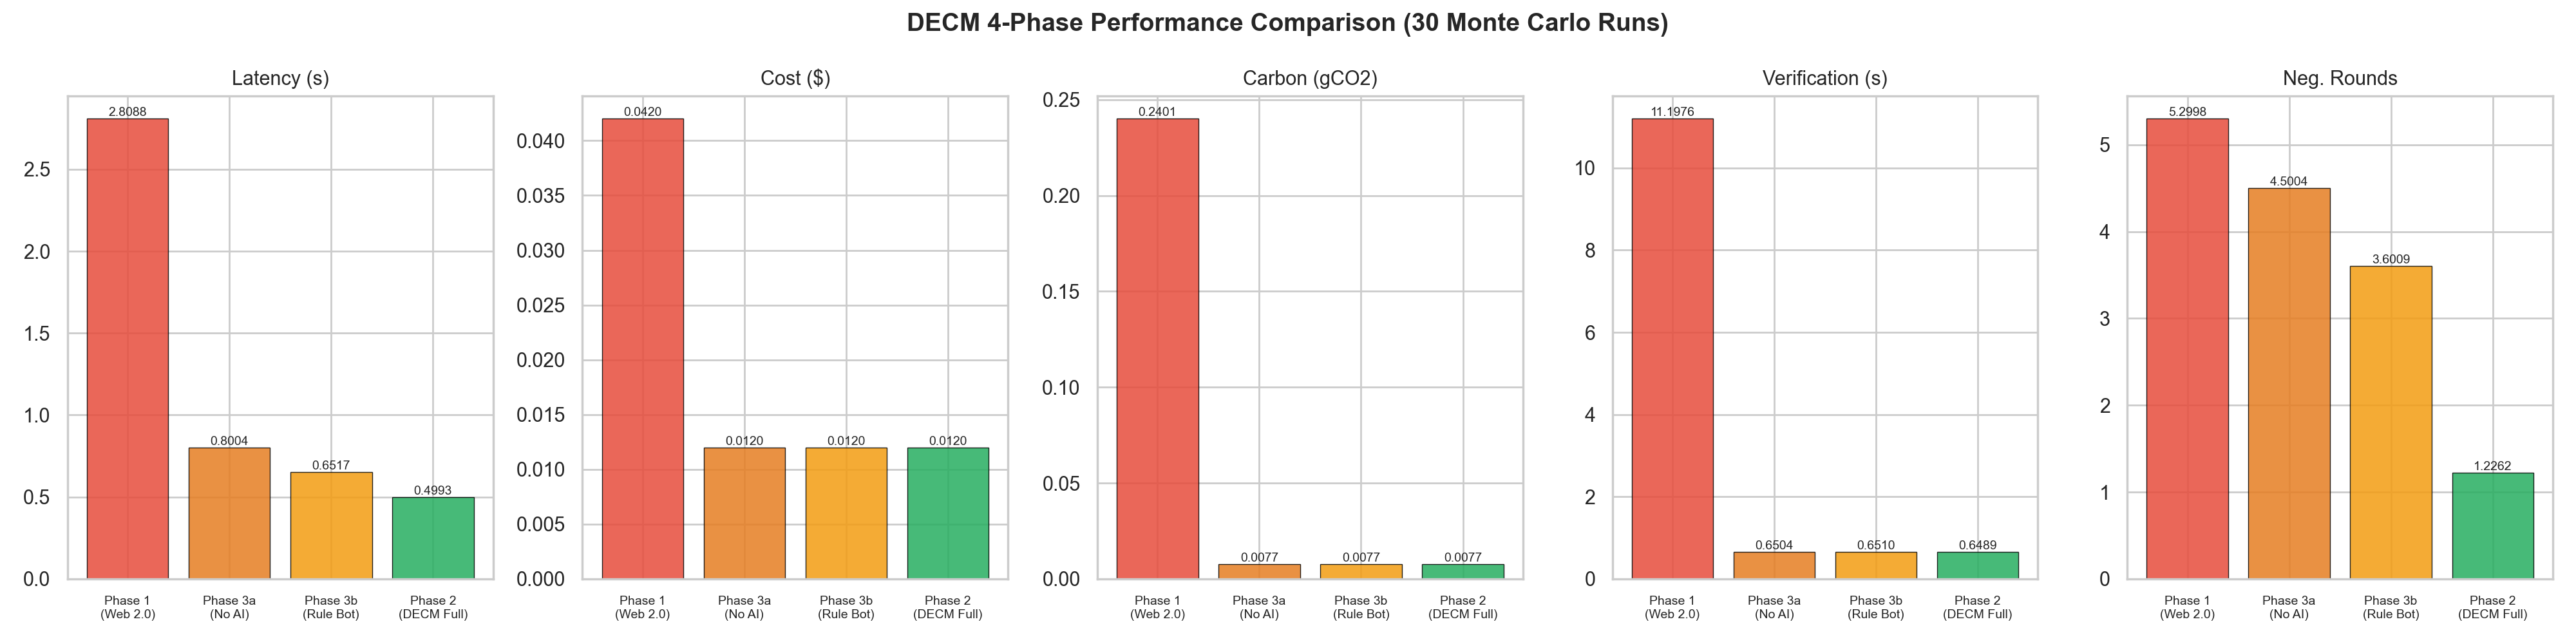 DECM 4-Phase Performance Comparison (30 Monte Carlo Runs)
Latency (s)
2.8088
0.8004
0.6517
0.4993
2.5
2.0
1.5
1.0
0.5
0.0
Phase 1
(Web 2.0)
Phase 3a
(No AI)
Phase 3b
(Rule Bot)
Phase 2
(DECM Full)
Cost ($)
0.0420
0.0120
0.0120
0.0120
0.040
0.035
0.030
0.025
0.020
0.015
0.010
0.005
0.000
Phase 1
(Web 2.0)
Phase 3a
(No AI)
Phase 3b
(Rule Bot)
Phase 2
(DECM Full)
Carbon (gCO2)
0.2401
0.0077
0.0077
0.0077
0.25
0.20
0.15
0.10
0.05
0.00
Phase 1
(Web 2.0)
Phase 3a
(No AI)
Phase 3b
(Rule Bot)
Phase 2
(DECM Full)
Verification (s)
11.1976
0.6504
0.6510
0.6489
10
8
6
4
2
0
Phase 1
(Web 2.0)
Phase 3a
(No AI)
Phase 3b
(Rule Bot)
Phase 2
(DECM Full)
Neg. Rounds
5.2998
4.5004
3.6009
1.2262
5
4
3
2
1
0
Phase 1
(Web 2.0)
Phase 3a
(No AI)
Phase 3b
(Rule Bot)
Phase 2
(DECM Full)